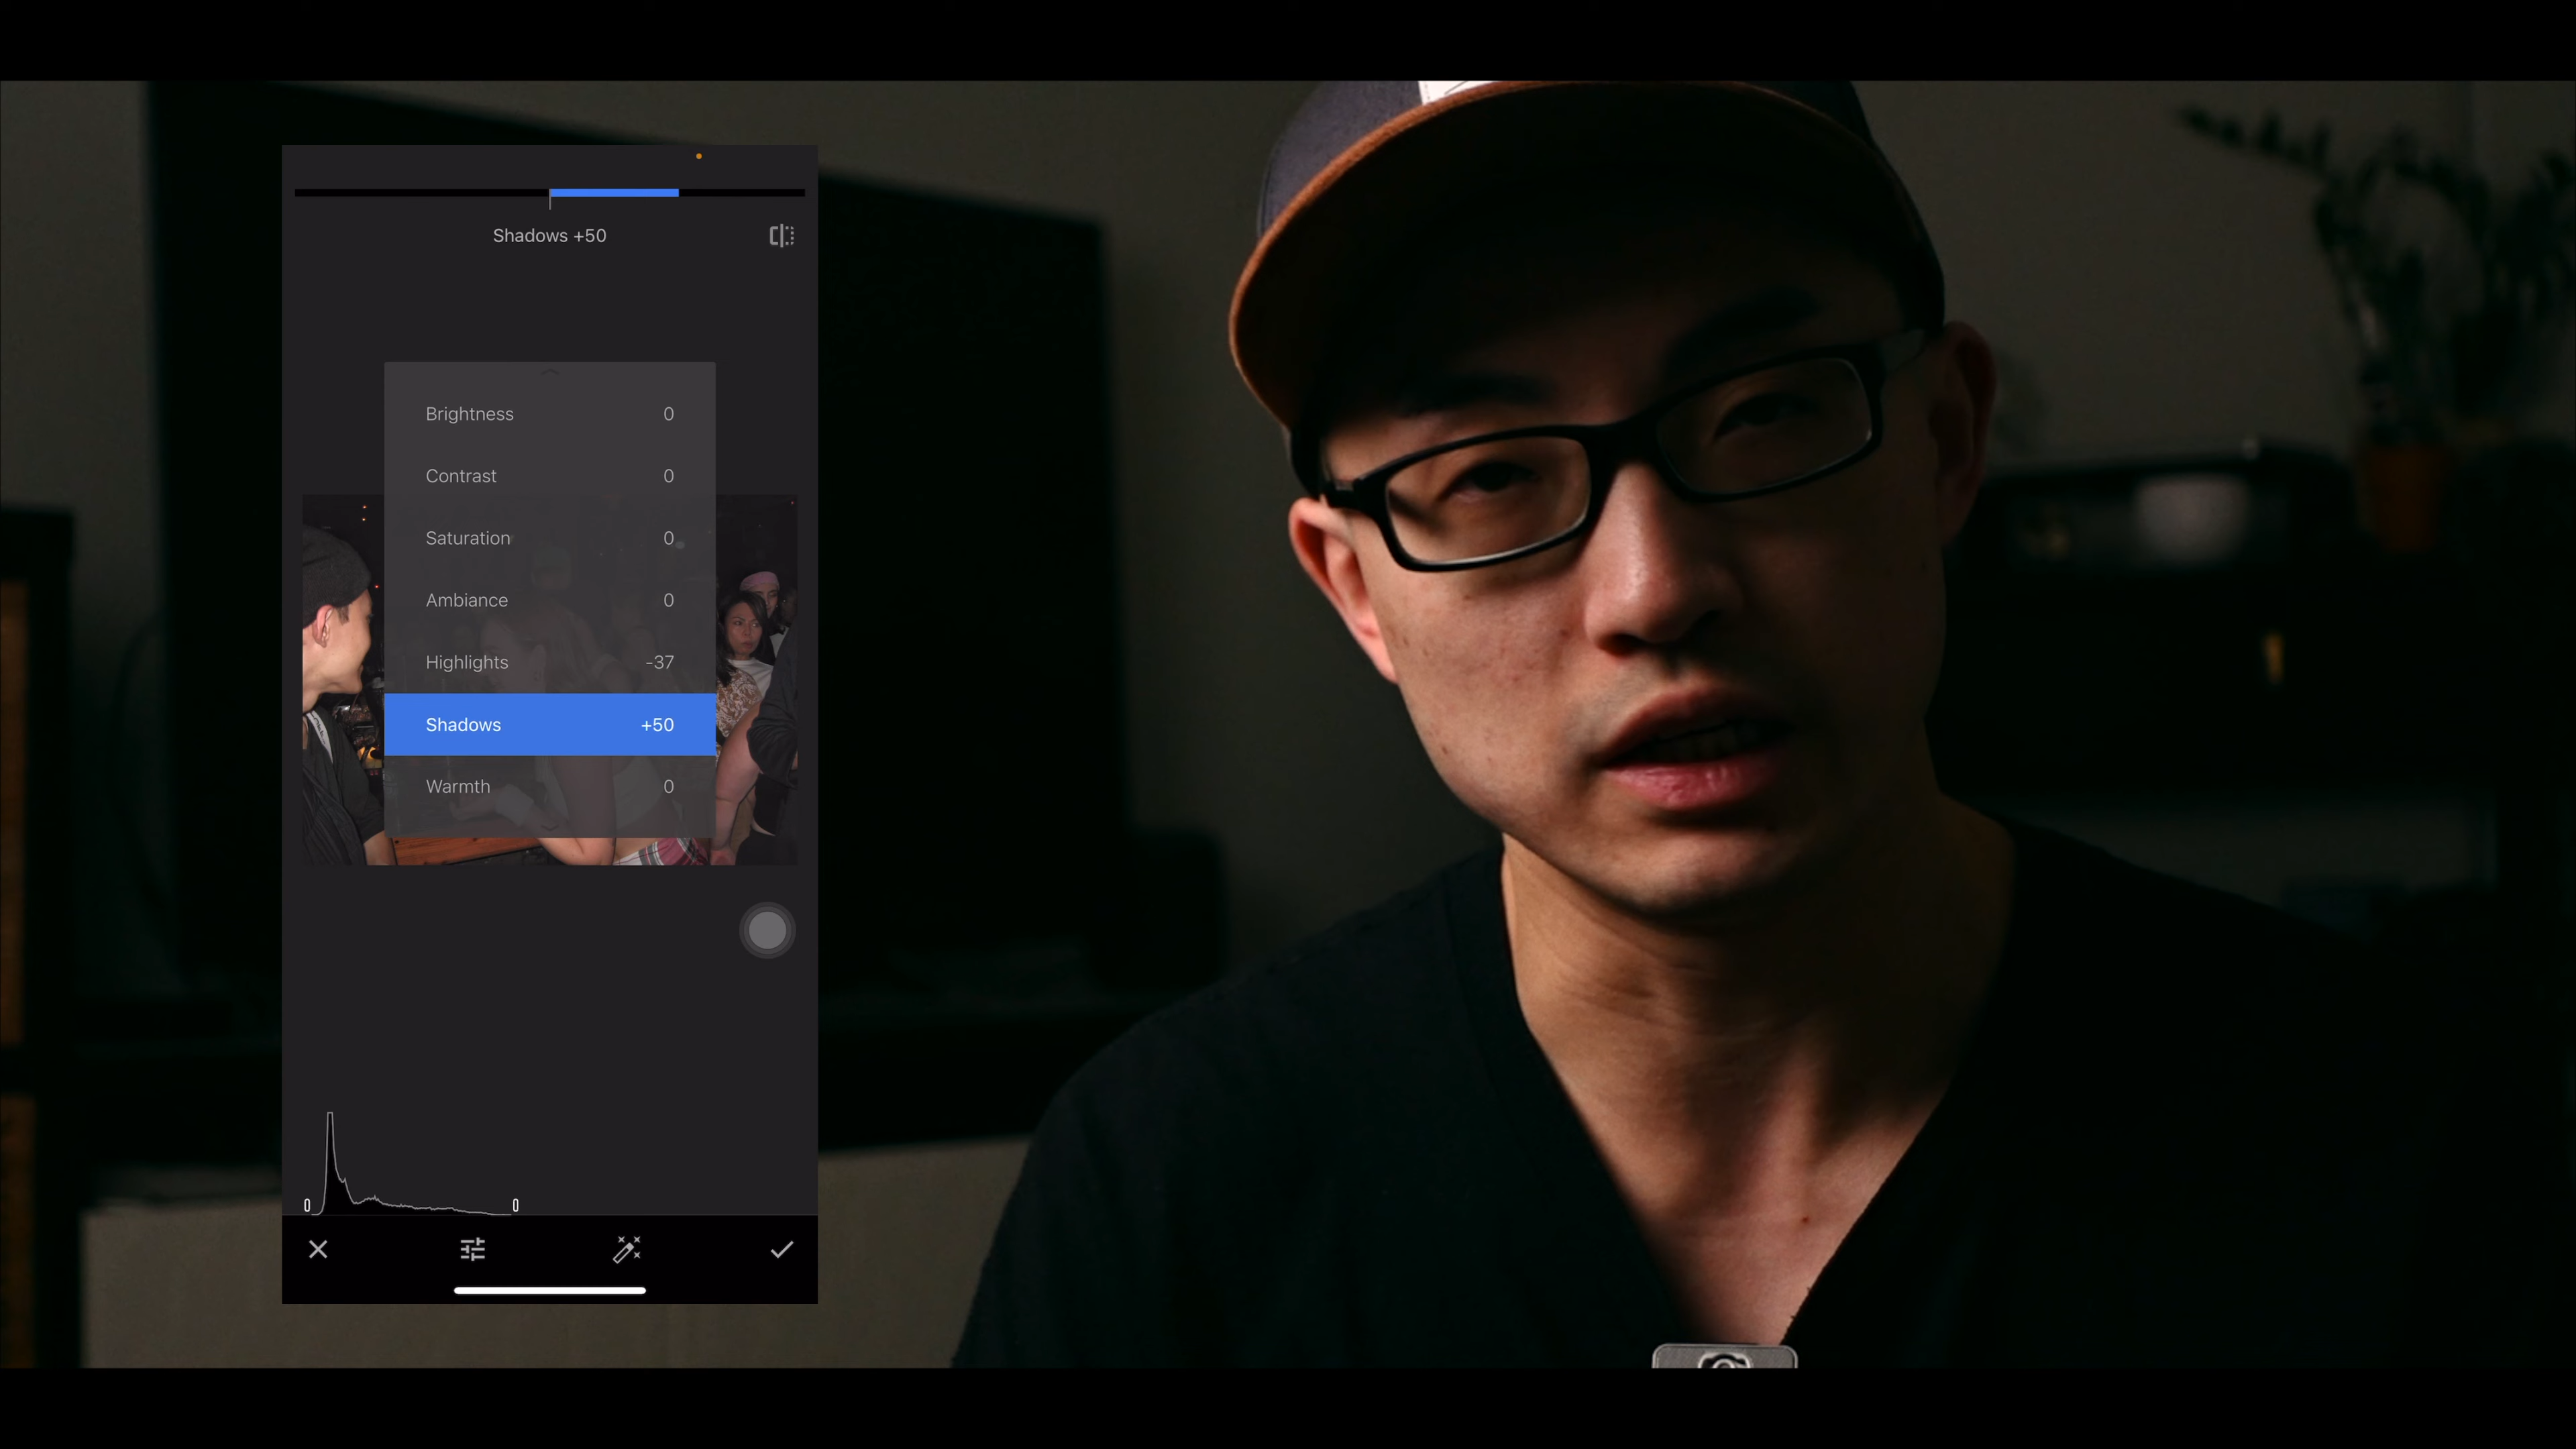 Shadows +50
Brightness 0
Contrast 0
Saturation 0
Ambiance 0
Highlights -37
Shadows +50
Warmth 0
0 0